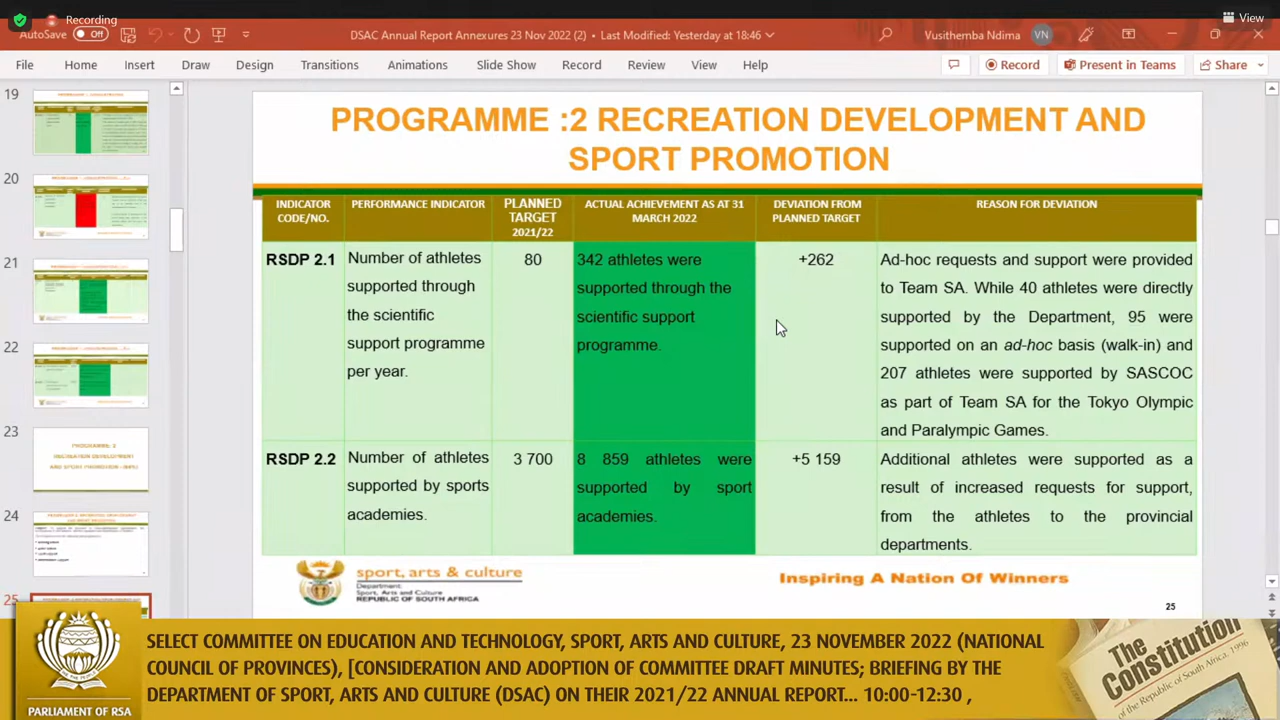 Recording
View
AutoSave Off
DSAC Annual Report Annexures 23 Nov 2022 (2) • Last Modified: Yesterday at 18:46
Vusithemba Ndima VN
File Home Insert Draw Design Transitions Animations Slide Show Record Review View Help Record Present in Teams Share
19
20
21
22
23
24
25
PROGRAMME :2 RECREATIONDEVELOPMENT AND
SPORT PROMOTION
INDICATOR CODE/NO.
PERFORMANCE INDICATOR
PLANNED TARGET 2021/22
ACTUAL ACHIEVEMENT AS AT 31 MARCH 2022
DEVIATION FROM PLANNED TARGET
REASON FOR DEVIATION
RSDP 2.1
Number of athletes
supported through
the scientific
support programme
per year.
80
342 athletes were
supported through the
scientific support
programme.
+262
Ad-hoc requests and support were provided
to Team SA. While 40 athletes were directly
supported by the Department, 95 were
supported on an ad-hoc basis (walk-in) and
207 athletes were supported by SASCOC
as part of Team SA for the Tokyo Olympic
and Paralympic Games.
RSDP 2.2
Number of athletes
supported by sports
academies.
3 700
8 859 athletes were
supported by sport
academies.
+5 159
Additional athletes were supported as a
result of increased requests for support,
from the athletes to the provincial
departments.
sport, arts & culture
Department:
Sport, Arts and Culture
REPUBLIC OF SOUTH AFRICA
Inspiring A Nation Of Winners
25
SELECT COMMITTEE ON EDUCATION AND TECHNOLOGY, SPORT, ARTS AND CULTURE, 23 NOVEMBER 2022 (NATIONAL
COUNCIL OF PROVINCES), [CONSIDERATION AND ADOPTION OF COMMITTEE DRAFT MINUTES; BRIEFING BY THE
DEPARTMENT OF SPORT, ARTS AND CULTURE (DSAC) ON THEIR 2021/22 ANNUAL REPORT... 10:00-12:30 ,
PARLIAMENT OF RSA
The
Constitution
of the Republic of South Africa, 1996